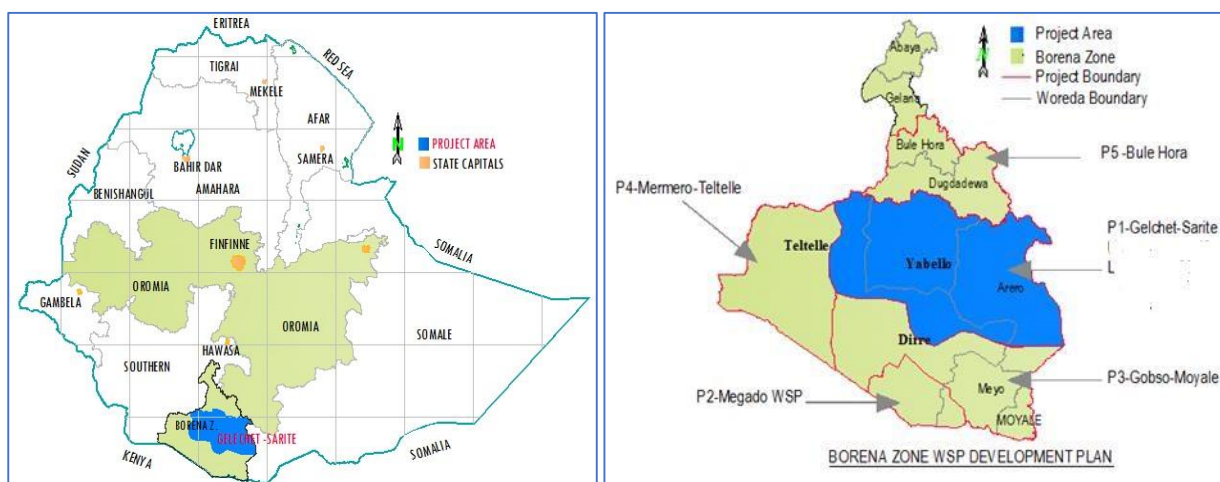 ERITREA
TIGRAI
RED SEA
MEKELE
AFAR
SUDAN
SAMERA
BAHIR DAR
AMAHARA
BENISHANGUL
PROJECT AREA
STATE CAPITALS
FINFINNE
SOMALIA
OROMIA
GAMBELA
OROMIA
SOMALE
HAWASA
SOUTHERN
BORENA Z.
GELECHET-SARITE
KENYA
SOMALIA
N
Abaya
N
Project Area
Borena Zone
Project Boundary
Woreda Boundary
Gelana
Bule Hora
P5 -Bule Hora
Dugdadewa
P4-Mermero-Teltelle
Teltelle
P1-Gelchet-Sarite
Yabello
L
Arero
Dirre
P3-Gobso-Moyale
Meyo
P2-Megado WSP
MOYALE
BORENA ZONE WSP DEVELOPMENT PLAN